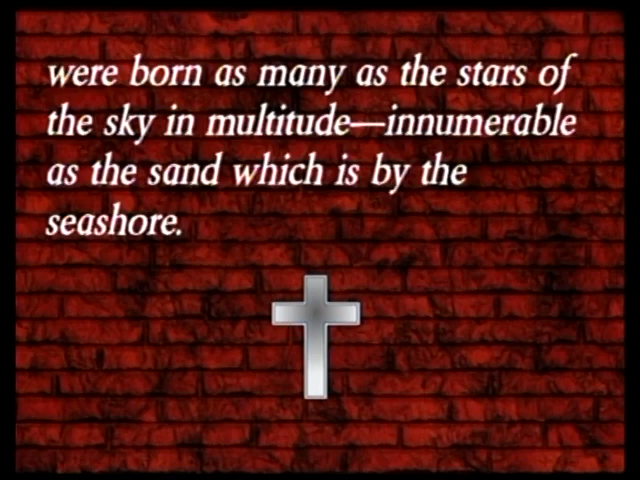 were born as many as the stars of
the sky in multitude—innumerable
as the sand which is by the
seashore.